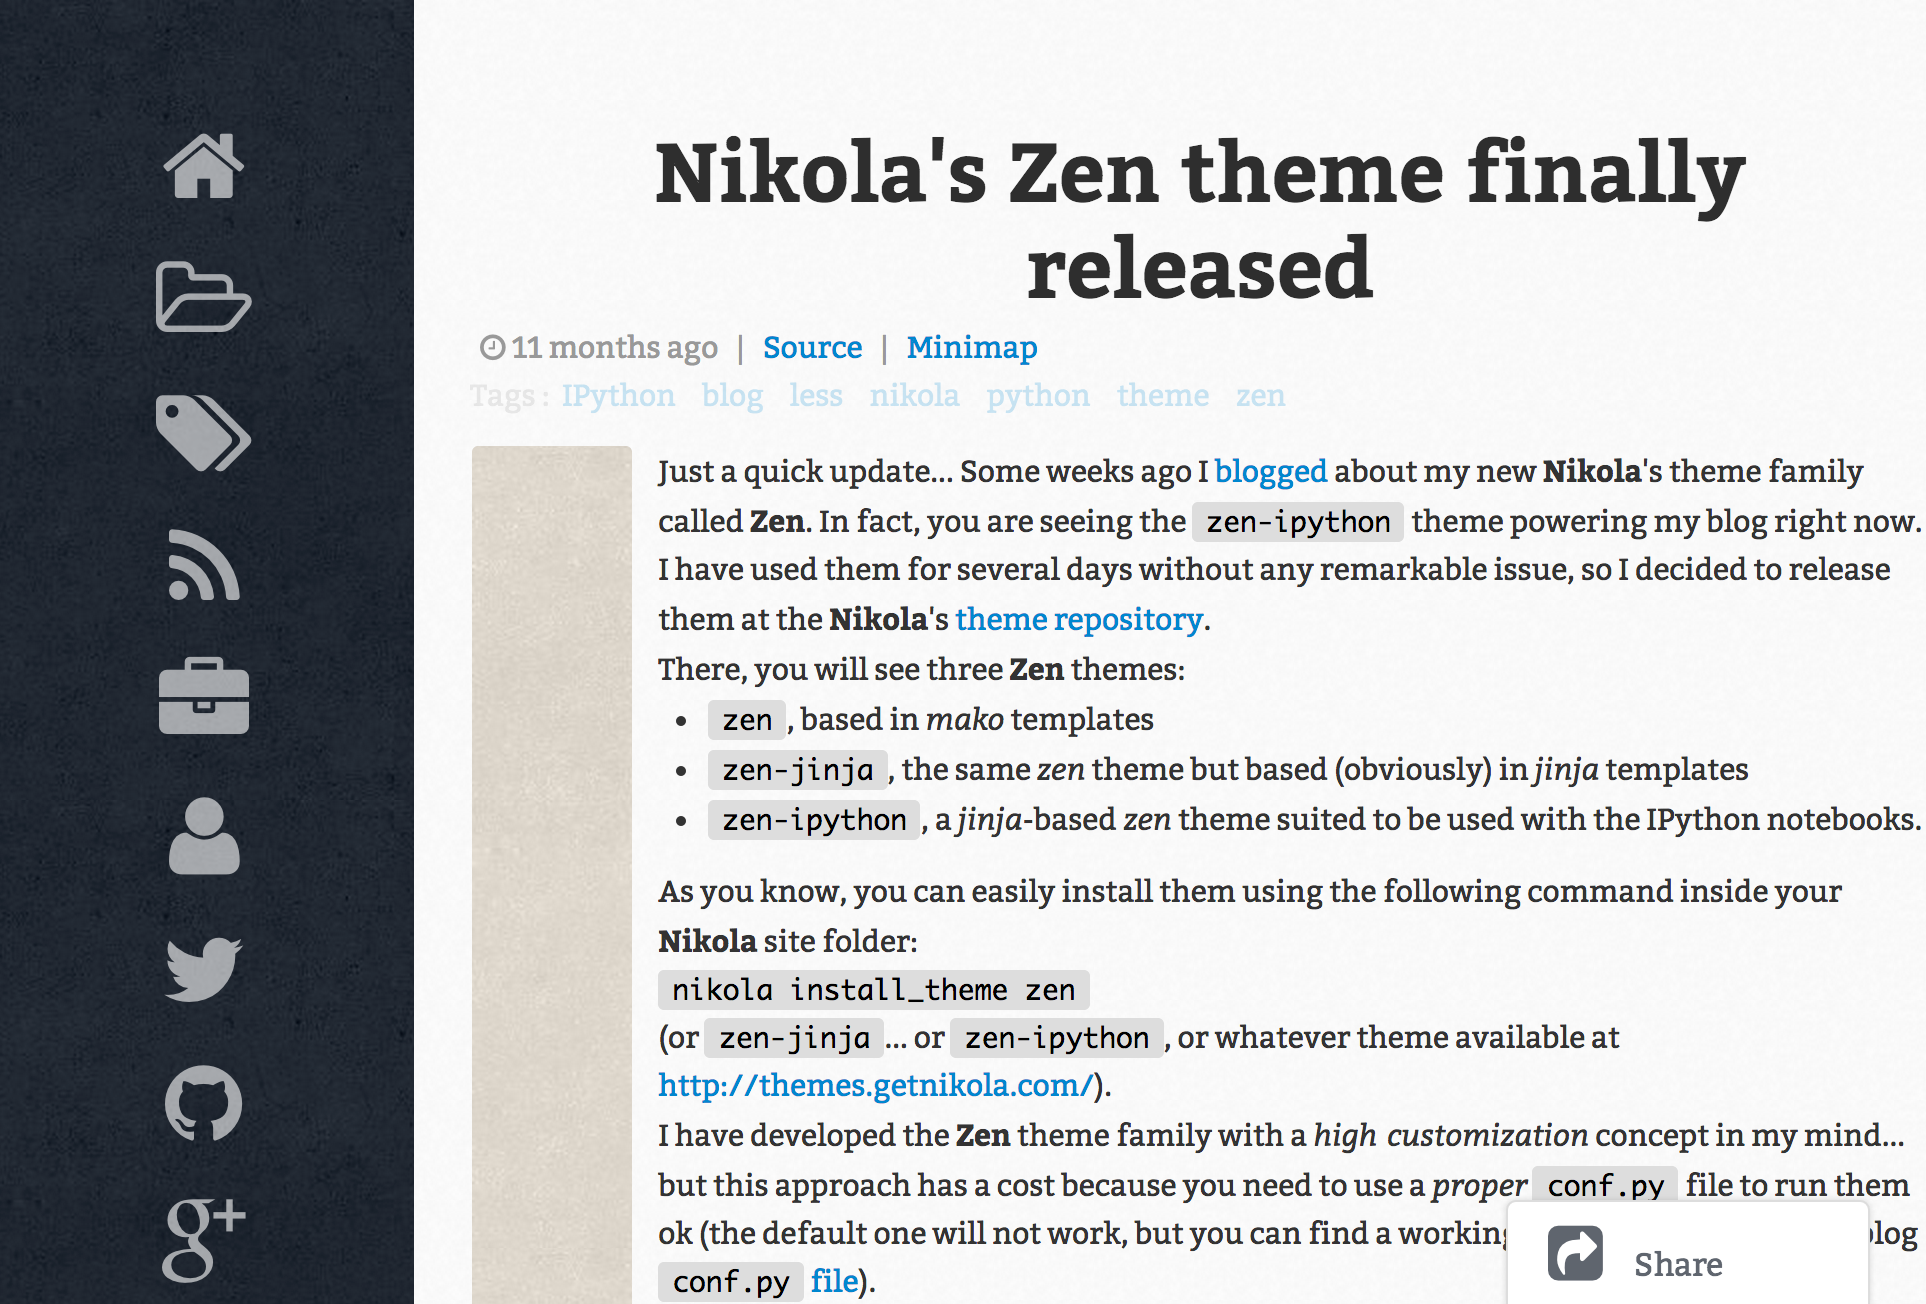 Nikola's Zen theme finally
released
11 months ago | Source | Minimap
Tags : IPython blog less nikola python theme zen
Just a quick update... Some weeks ago I blogged about my new Nikola's theme family
called Zen. In fact, you are seeing the zen-ipython theme powering my blog right now.
I have used them for several days without any remarkable issue, so I decided to release
them at the Nikola's theme repository.
There, you will see three Zen themes:
• zen , based in mako templates
• zen-jinja , the same zen theme but based (obviously) in jinja templates
• zen-ipython , a jinja-based zen theme suited to be used with the IPython notebooks.
As you know, you can easily install them using the following command inside your
Nikola site folder:
nikola install_theme zen
(or zen-jinja ... or zen-ipython , or whatever theme available at
http://themes.getnikola.com/).
I have developed the Zen theme family with a high customization concept in my mind...
but this approach has a cost because you need to use a proper conf.py file to run them
ok (the default one will not work, but you can find a working blog
conf.py file).
Share
g+